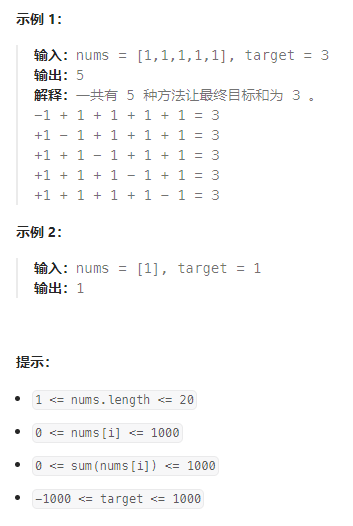 示例 1：
输入：nums = [1,1,1,1,1], target = 3
输出：5
解释：一共有 5 种方法让最终目标和为 3 。
-1 + 1 + 1 + 1 + 1 = 3
+1 - 1 + 1 + 1 + 1 = 3
+1 + 1 - 1 + 1 + 1 = 3
+1 + 1 + 1 - 1 + 1 = 3
+1 + 1 + 1 + 1 - 1 = 3
示例 2：
输入：nums = [1], target = 1
输出：1
提示：
1 <= nums.length <= 20
0 <= nums[i] <= 1000
0 <= sum(nums[i]) <= 1000
-1000 <= target <= 1000